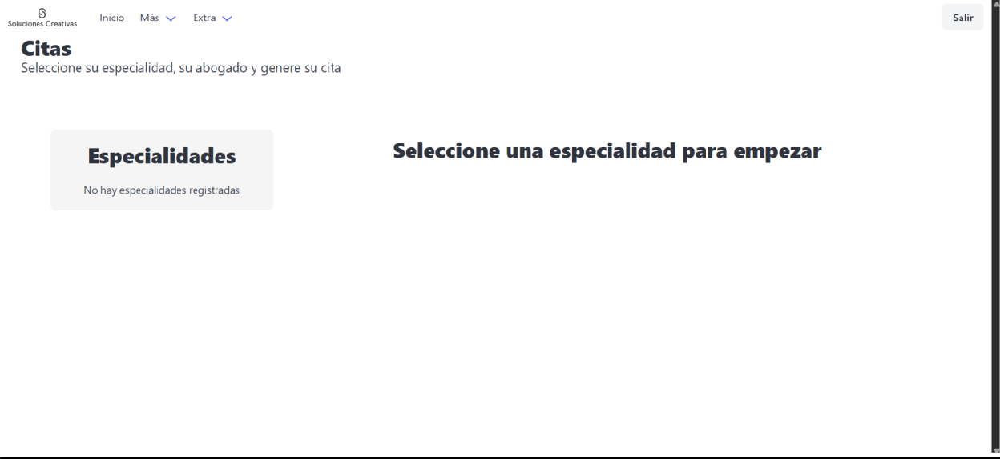 Soluciones Creativas
Inicio Más Extra
Salir
Citas
Seleccione su especialidad, su abogado y genere su cita
Especialidades
No hay especialidades registradas
Seleccione una especialidad para empezar